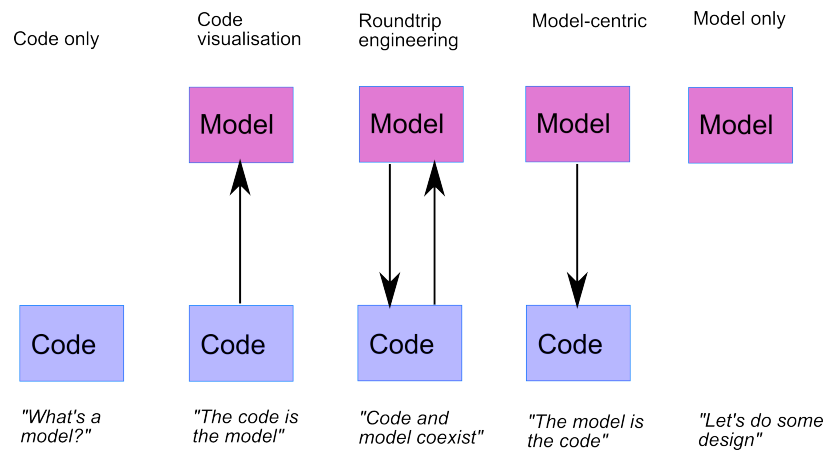 Code only
Code
visualisation
Roundtrip
engineering
Model-centric
Model only
Model
Model
Model
Model
Code
Code
Code
Code
"What's a
model?"
"The code is
the model"
"Code and
model coexist"
"The model is
the code"
"Let's do some
design"